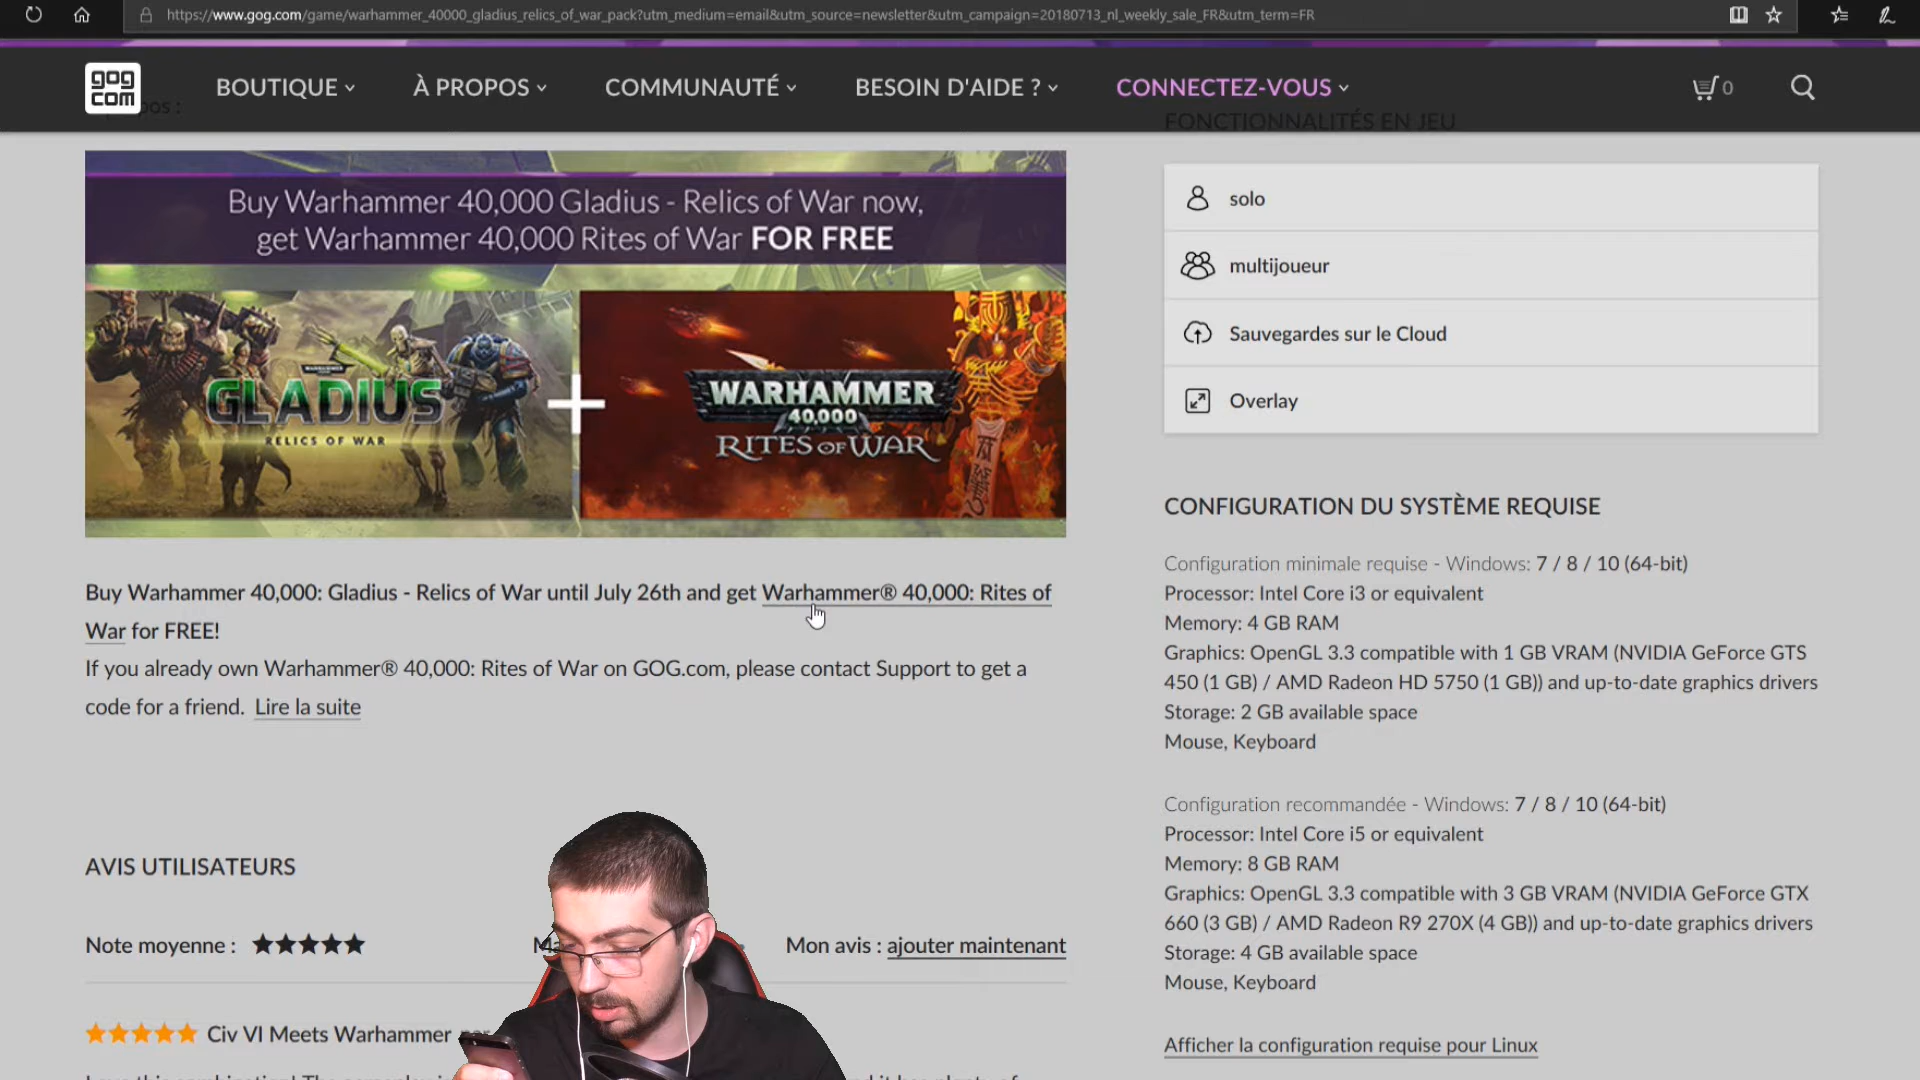 https://www.gog.com/game/warhammer_40000_gladius_relics_of_war_pack?utm_medium=email&utm_source=newsletter&utm_campaign=20180713_nl_weekly_sale_FR&utm_term=FR
gog
com
BOUTIQUE
À PROPOS
COMMUNAUTÉ
BESOIN D'AIDE ?
CONNECTEZ-VOUS
0
FONCTIONNALITÉS EN JEU
Buy Warhammer 40,000 Gladius - Relics of War now,
get Warhammer 40,000 Rites of War FOR FREE
GLADIUS
RELICS OF WAR
+
WARHAMMER
40,000
RITES OF WAR
Buy Warhammer 40,000: Gladius - Relics of War until July 26th and get Warhammer® 40,000: Rites of
War for FREE!
If you already own Warhammer® 40,000: Rites of War on GOG.com, please contact Support to get a
code for a friend. Lire la suite
AVIS UTILISATEURS
Note moyenne :
Mon avis : ajouter maintenant
Civ VI Meets Warhammer
solo
multijoueur
Sauvegardes sur le Cloud
Overlay
CONFIGURATION DU SYSTÈME REQUISE
Configuration minimale requise - Windows: 7 / 8 / 10 (64-bit)
Processor: Intel Core i3 or equivalent
Memory: 4 GB RAM
Graphics: OpenGL 3.3 compatible with 1 GB VRAM (NVIDIA GeForce GTS
450 (1 GB) / AMD Radeon HD 5750 (1 GB)) and up-to-date graphics drivers
Storage: 2 GB available space
Mouse, Keyboard
Configuration recommandée - Windows: 7 / 8 / 10 (64-bit)
Processor: Intel Core i5 or equivalent
Memory: 8 GB RAM
Graphics: OpenGL 3.3 compatible with 3 GB VRAM (NVIDIA GeForce GTX
660 (3 GB) / AMD Radeon R9 270X (4 GB)) and up-to-date graphics drivers
Storage: 4 GB available space
Mouse, Keyboard
Afficher la configuration requise pour Linux